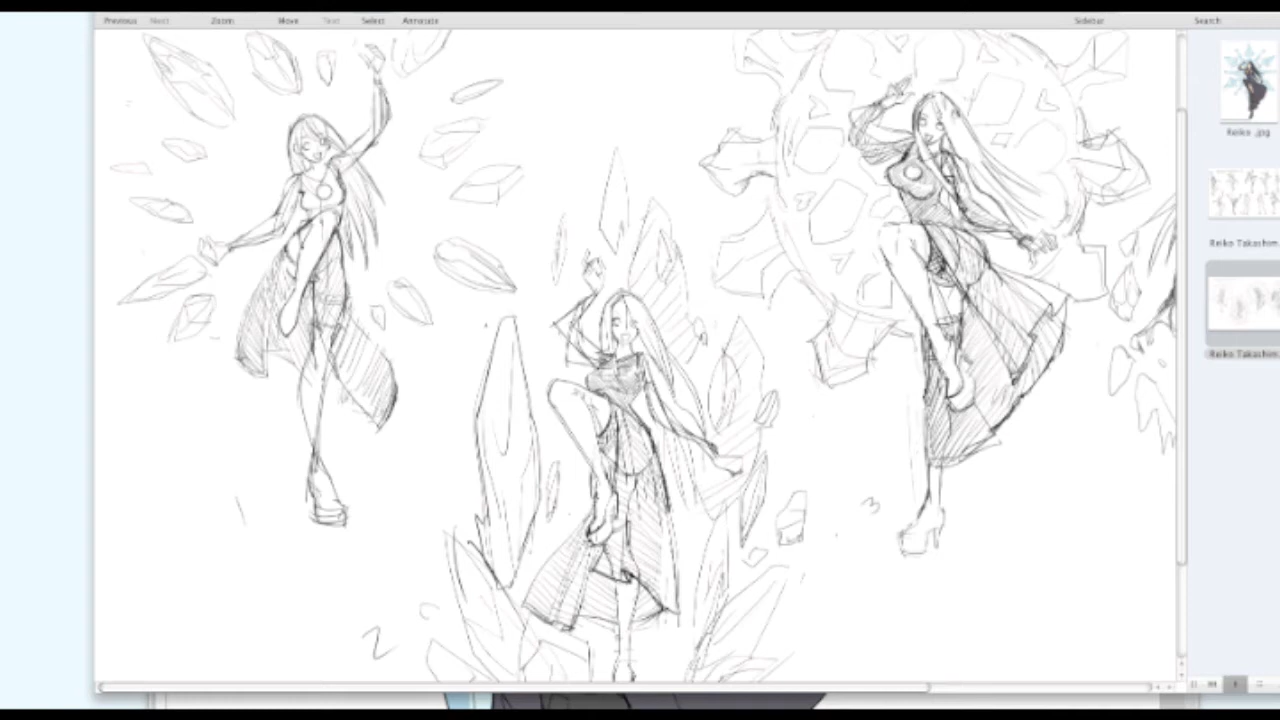 Previous Next Zoom Move Text Select Annotate Sidebar Search
Reiko .jpg
Reiko Takashim
Reiko Takashim
2
3